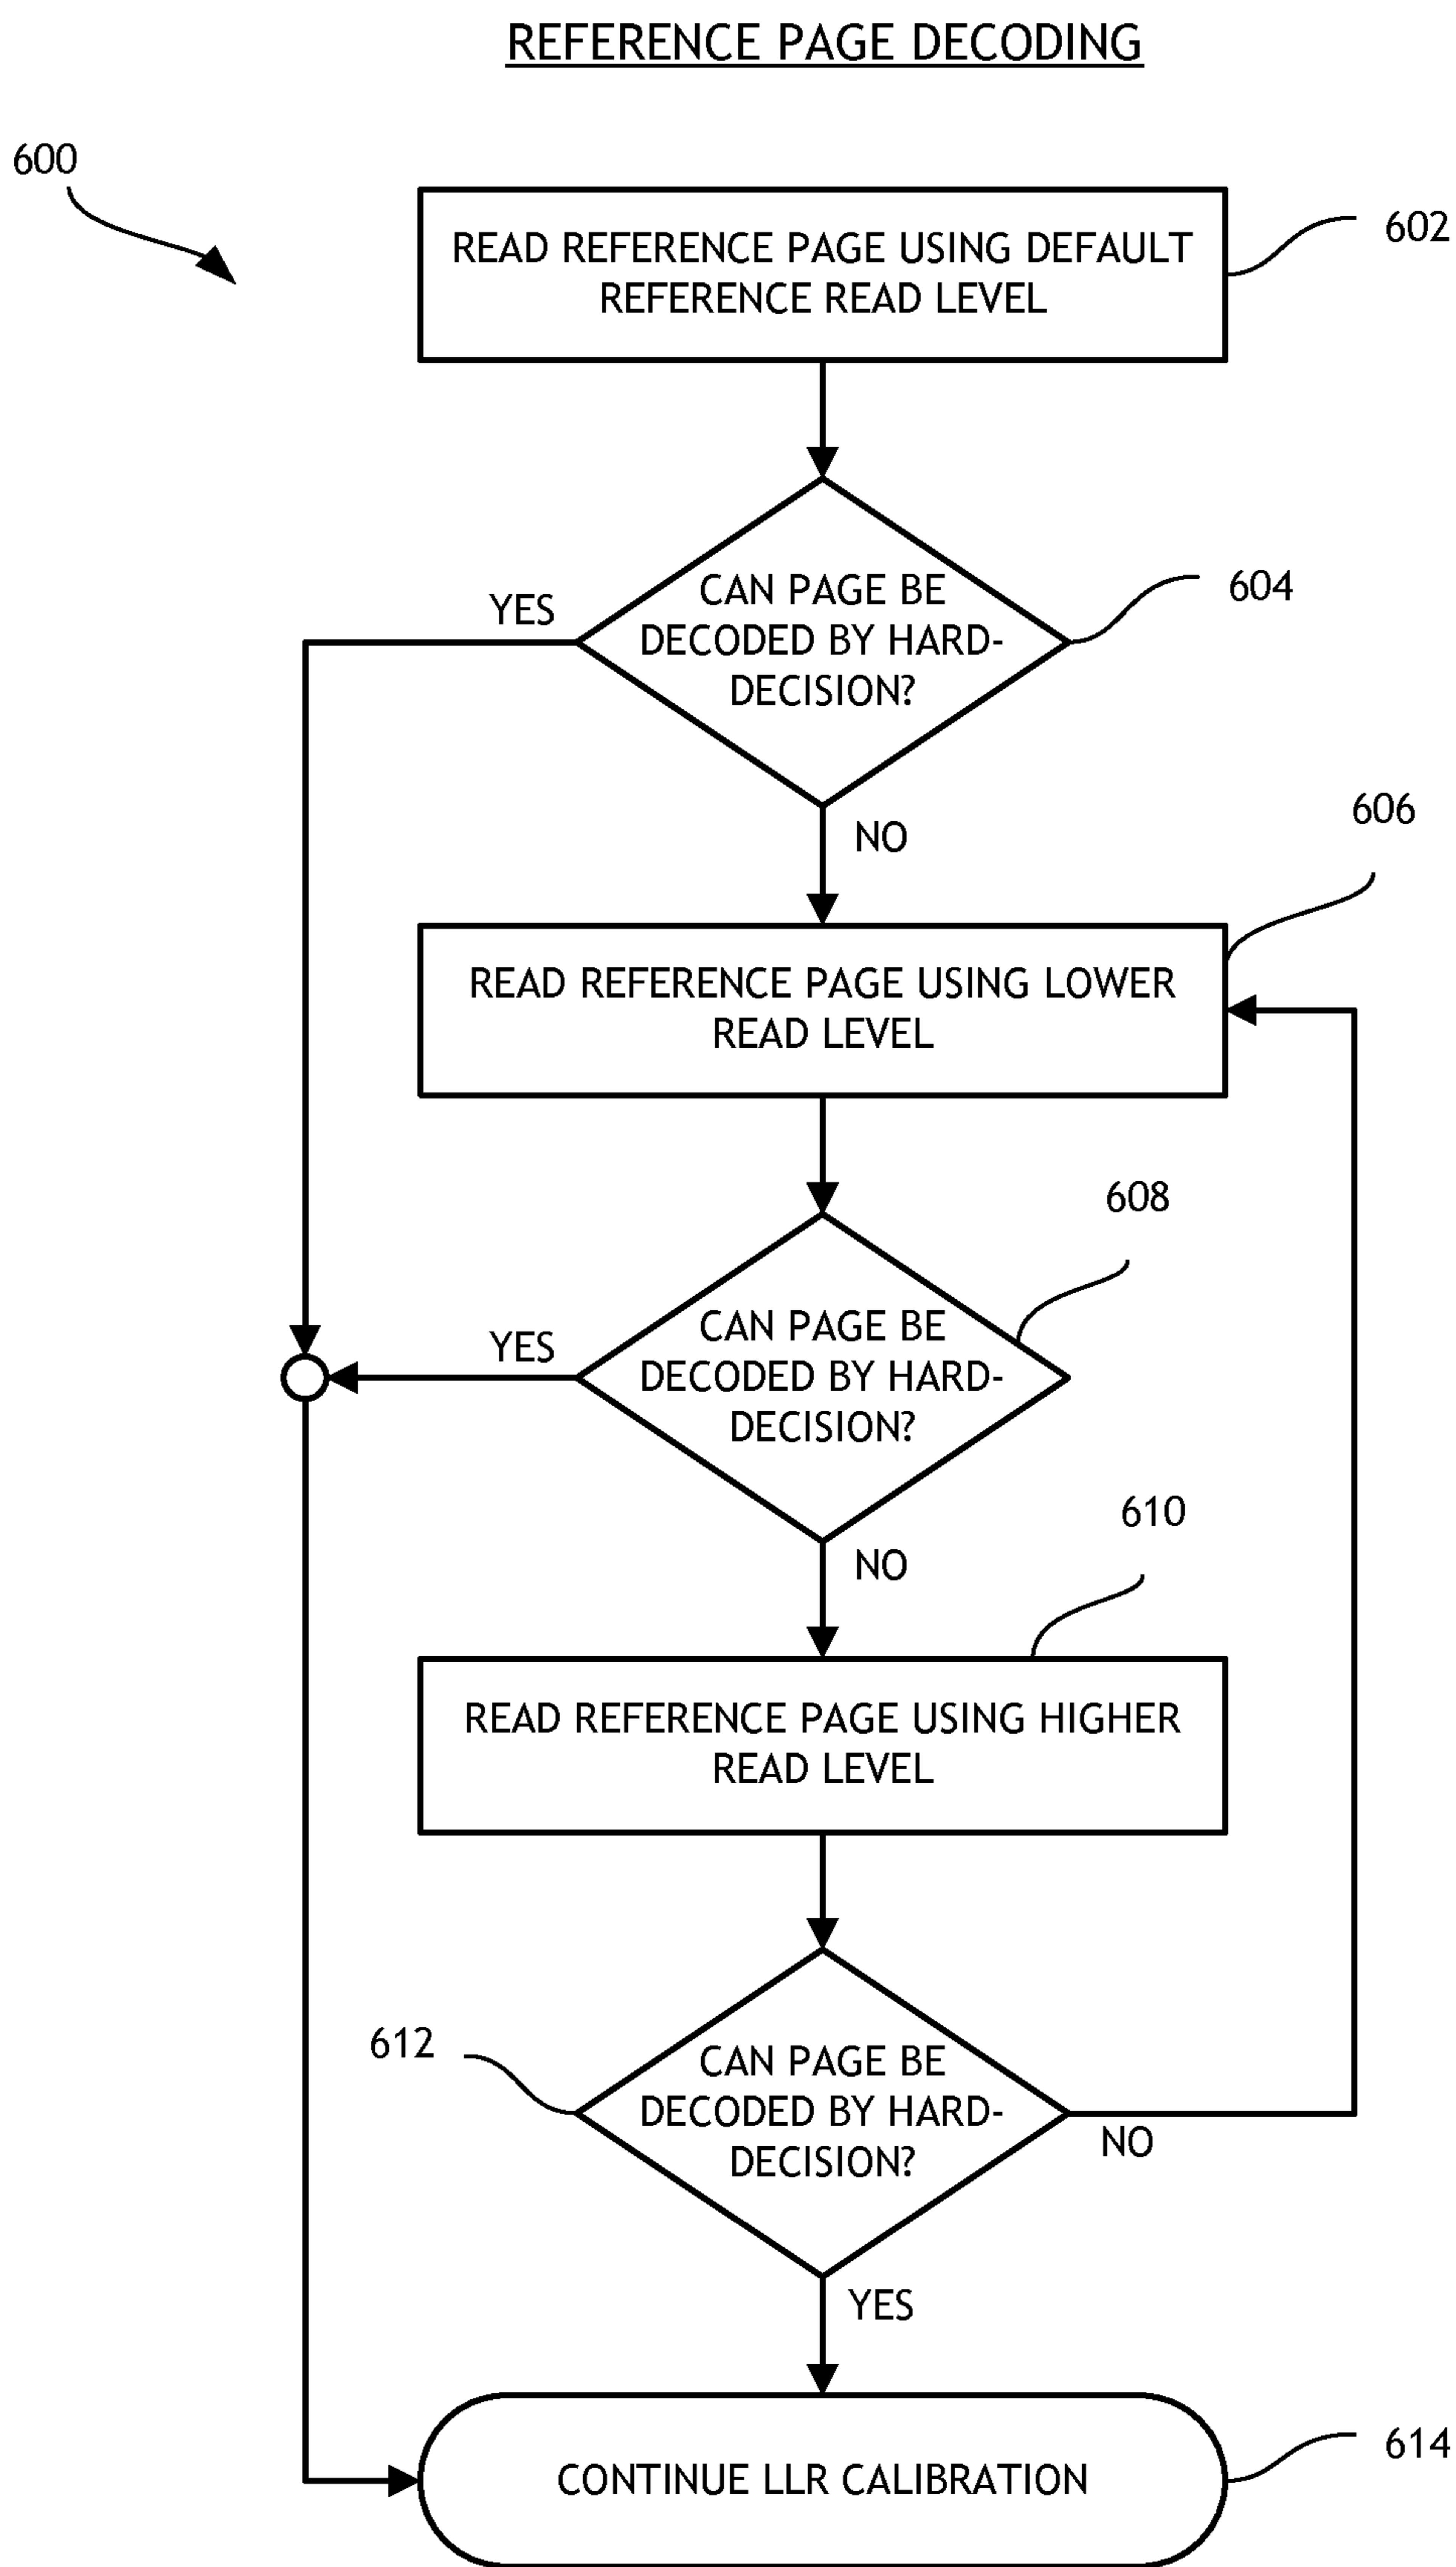 REFERENCE PAGE DECODING
600
READ REFERENCE PAGE USING DEFAULT
REFERENCE READ LEVEL
602
CAN PAGE BE
DECODED BY HARD-
DECISION?
604
YES
NO
606
READ REFERENCE PAGE USING LOWER
READ LEVEL
608
CAN PAGE BE
DECODED BY HARD-
DECISION?
YES
NO
610
READ REFERENCE PAGE USING HIGHER
READ LEVEL
612
CAN PAGE BE
DECODED BY HARD-
DECISION?
NO
YES
614
CONTINUE LLR CALIBRATION